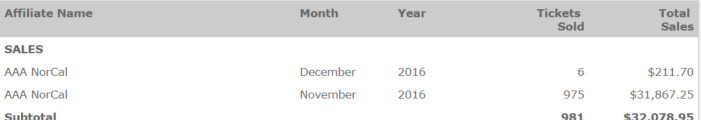 Affiliate Name Month Year Tickets Sold Total Sales
SALES
AAA NorCal December 2016 6 $211.70
AAA NorCal November 2016 975 $31,867.25
Subtotal 981 $32,078.95